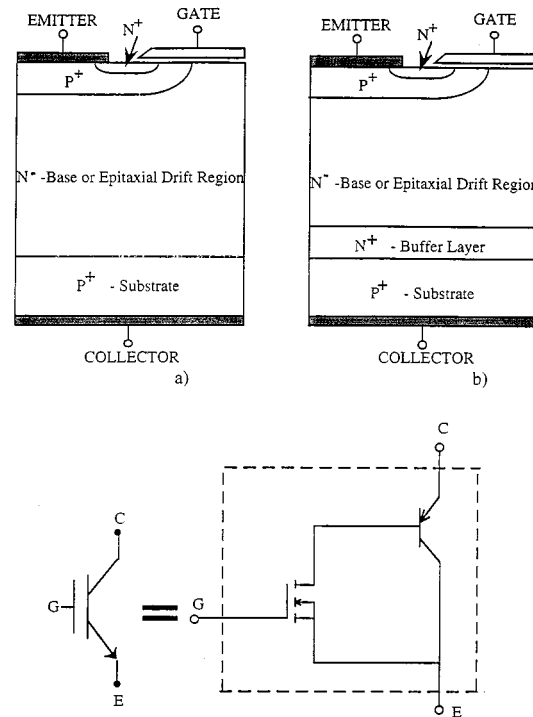 EMITTER N+ GATE
P+
N- -Base or Epitaxial Drift Region
P+ - Substrate
COLLECTOR
a)
EMITTER N+ GATE
P+
N- -Base or Epitaxial Drift Region
N+ - Buffer Layer
P+ - Substrate
COLLECTOR
b)
C
G
E
=
C
G
E